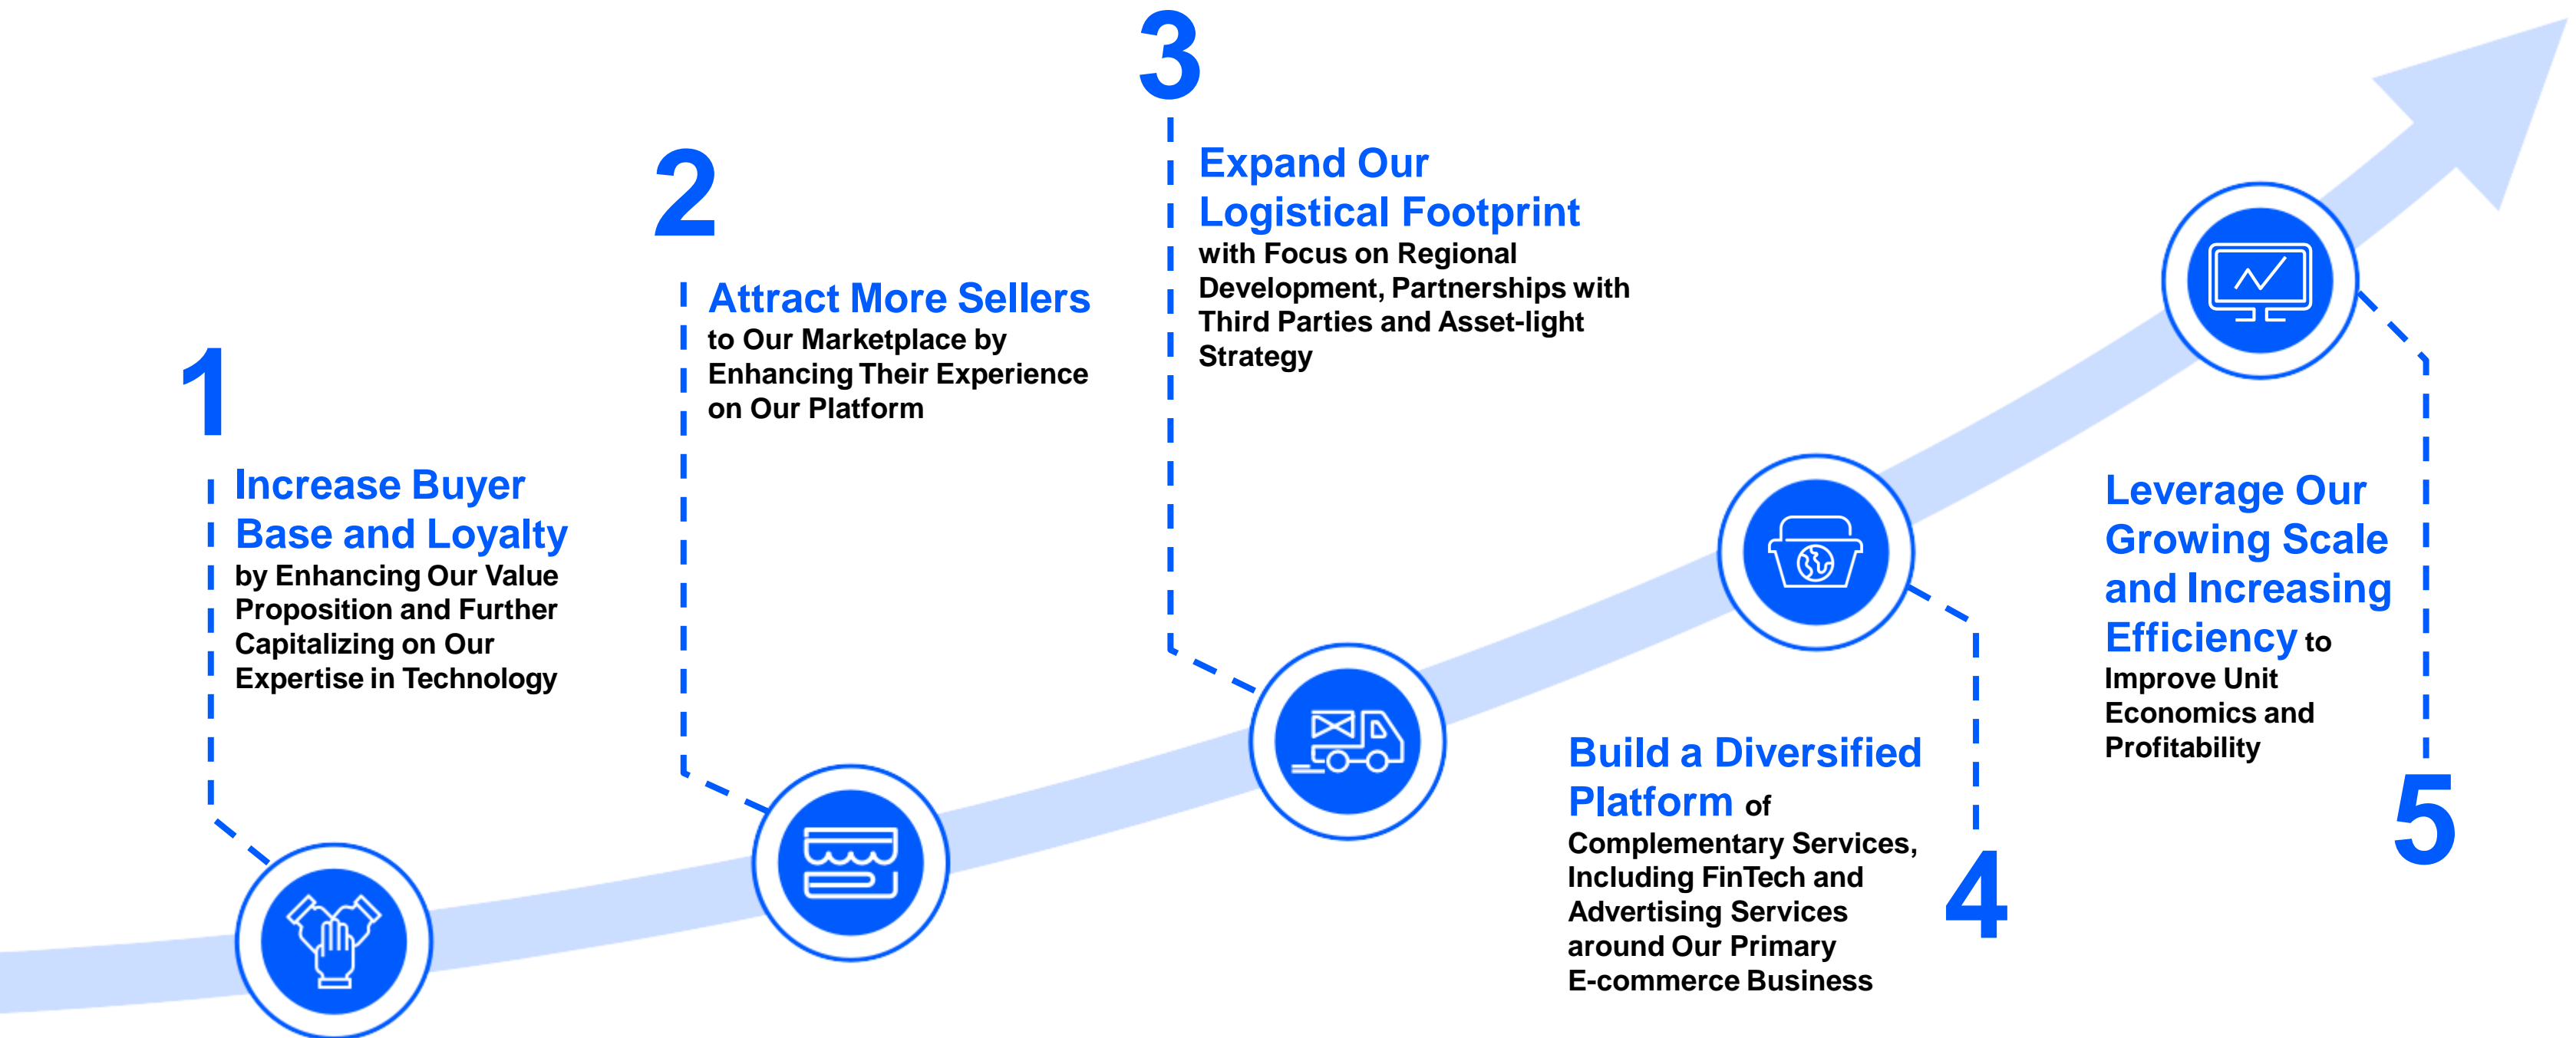 1
Increase Buyer
Base and Loyalty
by Enhancing Our Value
Proposition and Further
Capitalizing on Our
Expertise in Technology
2
Attract More Sellers
to Our Marketplace by
Enhancing Their Experience
on Our Platform
3
Expand Our
Logistical Footprint
with Focus on Regional
Development, Partnerships with
Third Parties and Asset-light
Strategy
Build a Diversified
Platform of
Complementary Services,
Including FinTech and
Advertising Services
around Our Primary
E-commerce Business
4
Leverage Our
Growing Scale
and Increasing
Efficiency to
Improve Unit
Economics and
Profitability
5